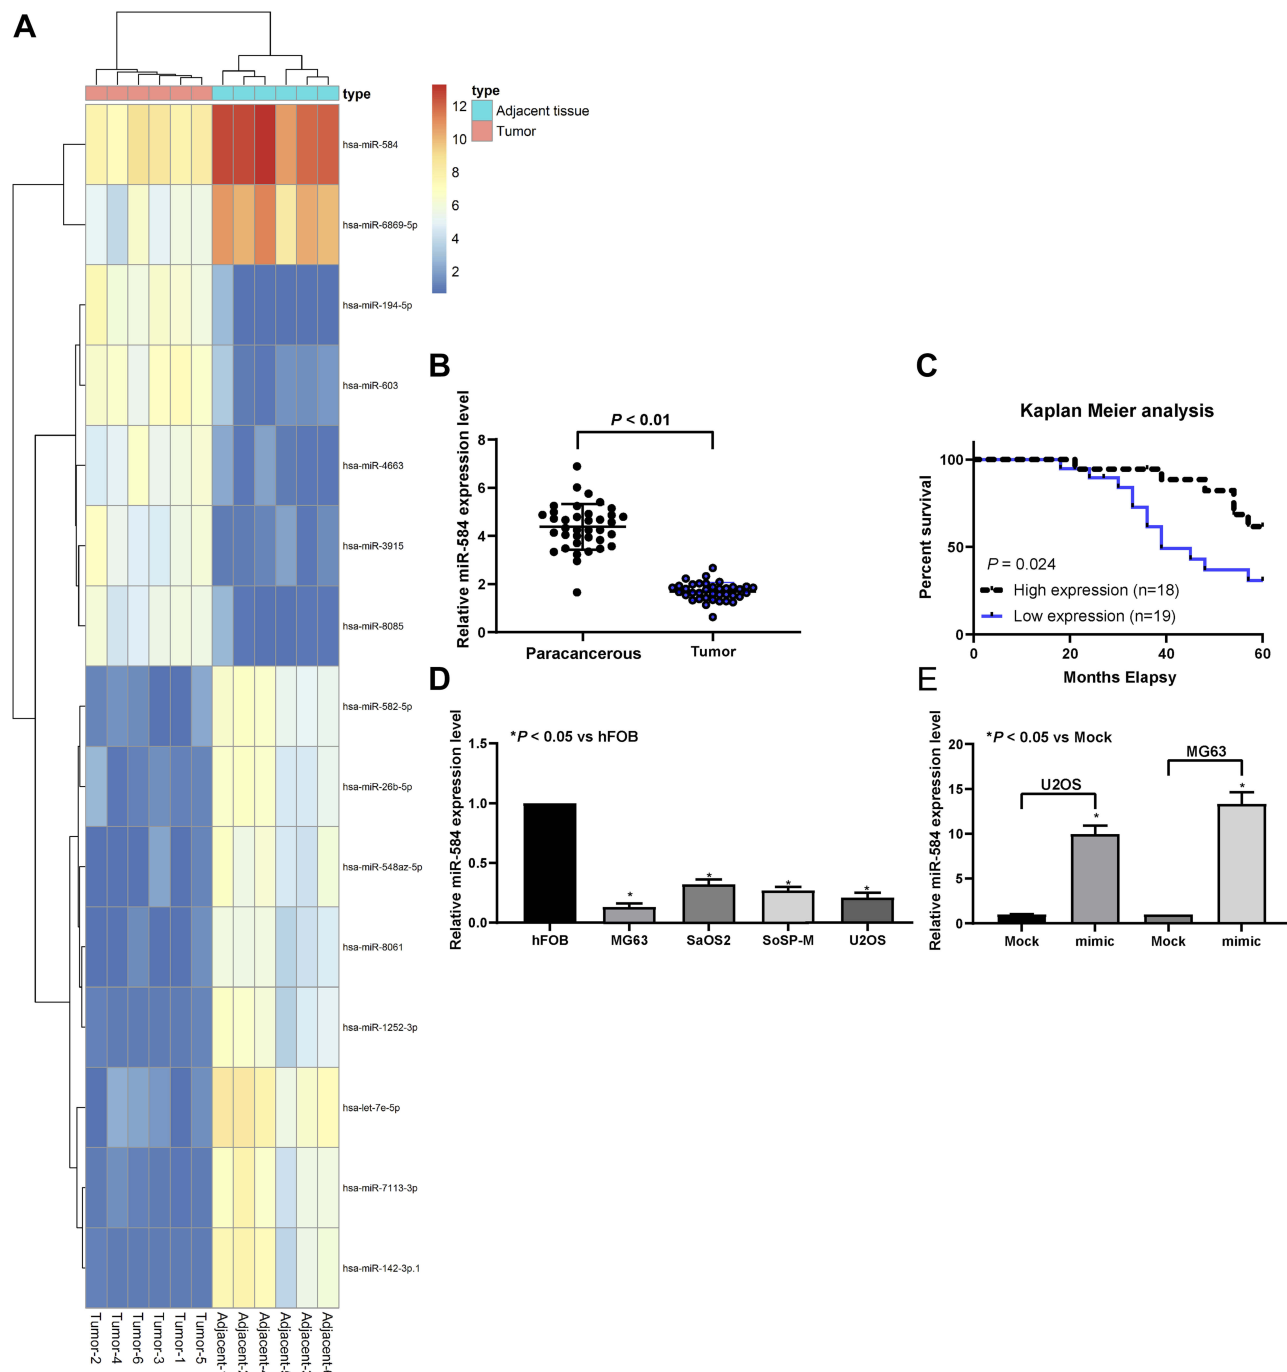 A
type
type
Adjacent tissue
Tumor
12
10
8
6
4
2
hsa-miR-584
hsa-miR-6869-5p
hsa-miR-194-5p
hsa-miR-603
hsa-miR-4663
hsa-miR-3915
hsa-miR-8085
hsa-miR-582-5p
hsa-miR-26b-5p
hsa-miR-548az-5p
hsa-miR-8061
hsa-miR-1252-3p
hsa-let-7e-5p
hsa-miR-7113-3p
hsa-miR-142-3p.1
Tumor-2
Tumor-4
Tumor-6
Tumor-3
Tumor-1
Tumor-5
B
Relative miR-584 expression level
P < 0.01
8
6
4
2
0
Paracancerous
Tumor
C
Kaplan Meier analysis
Percent survival
100
50
0
P = 0.024
High expression (n=18)
Low expression (n=19)
0
20
40
60
Months Elapsy
D
Relative miR-584 expression level
*P < 0.05 vs hFOB
1.5
1.0
0.5
0.0
*
*
*
*
hFOB
MG63
SaOS2
SoSP-M
U2OS
E
Relative miR-584 expression level
*P < 0.05 vs Mock
20
15
10
5
0
U2OS
MG63
*
*
Mock
mimic
Mock
mimic